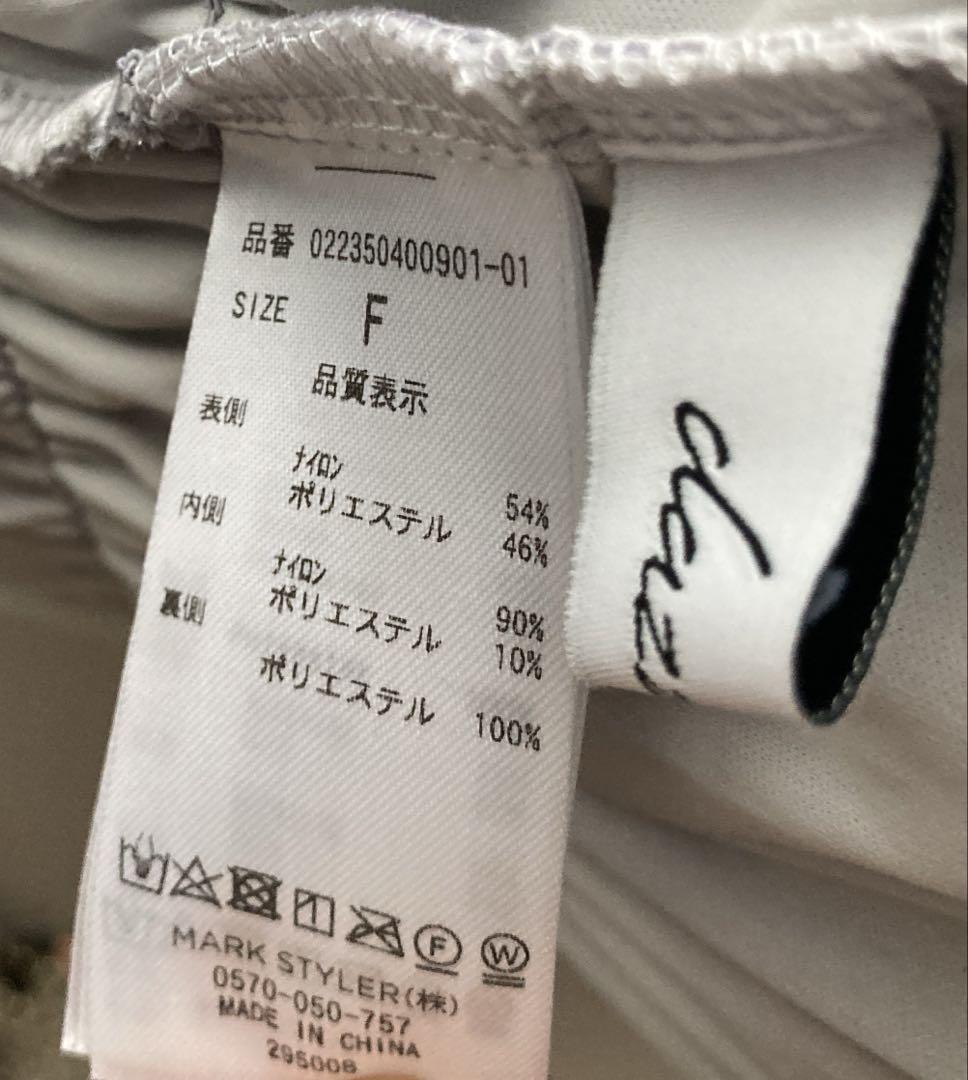 品番 022350400901-01
SIZE F
品質表示
表側
ﾅｲﾛﾝ 54%
ポリエステル 46%
内側
ﾅｲﾛﾝ 90%
ポリエステル 10%
裏側
ポリエステル 100%
F W
MARK STYLER(株)
0570-050-757
MADE IN CHINA
295008